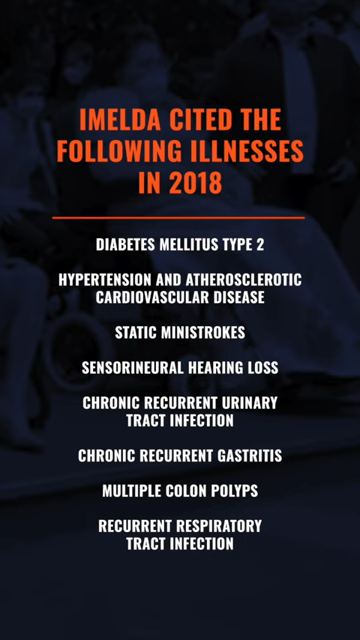 IMELDA CITED THE
FOLLOWING ILLNESSES
IN 2018
DIABETES MELLITUS TYPE 2
HYPERTENSION AND ATHEROSCLEROTIC
CARDIOVASCULAR DISEASE
STATIC MINISTROKES
SENSORINEURAL HEARING LOSS
CHRONIC RECURRENT URINARY
TRACT INFECTION
CHRONIC RECURRENT GASTRITIS
MULTIPLE COLON POLYPS
RECURRENT RESPIRATORY
TRACT INFECTION